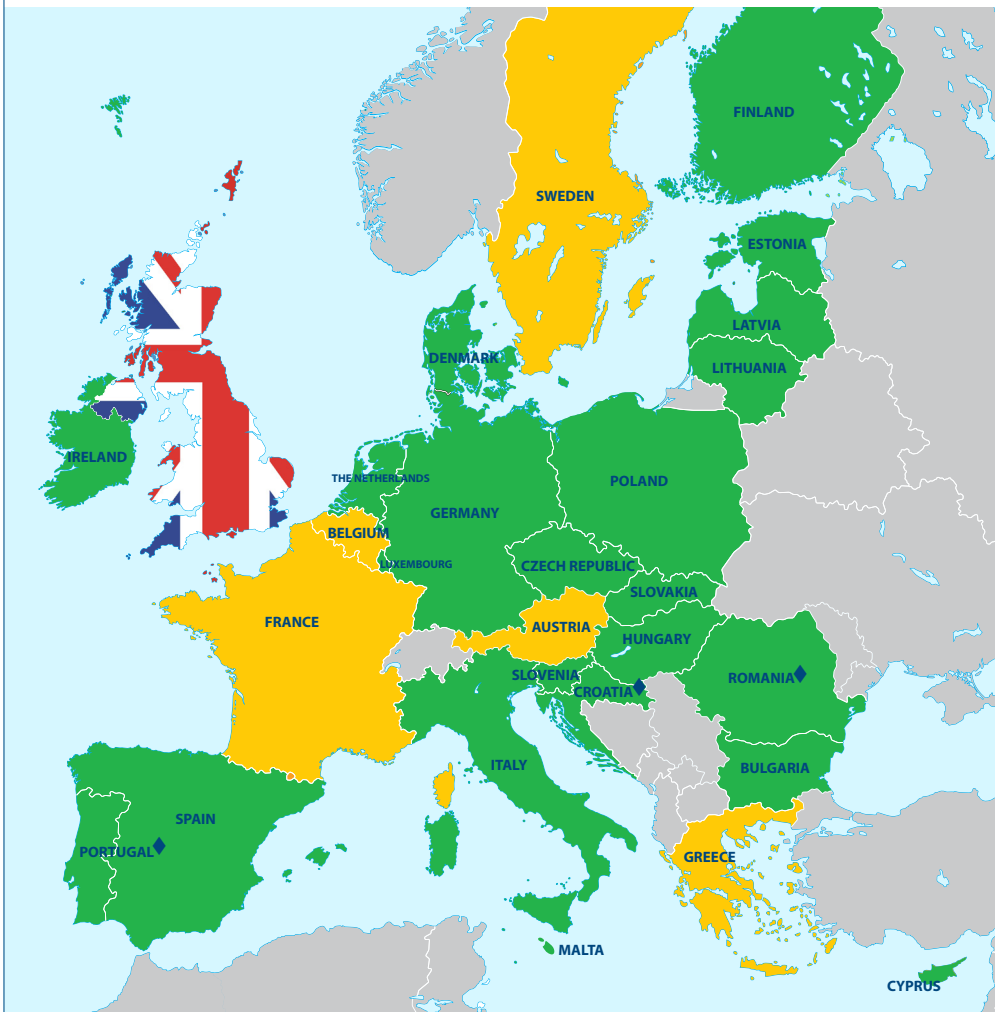 FINLAND
SWEDEN
ESTONIA
LATVIA
DENMARK
LITHUANIA
IRELAND
THE NETHERLANDS
POLAND
GERMANY
BELGIUM
LUXEMBOURG
CZECH REPUBLIC
SLOVAKIA
FRANCE
AUSTRIA
HUNGARY
SLOVENIA
CROATIA
ROMANIA
ITALY
BULGARIA
SPAIN
PORTUGAL
GREECE
MALTA
CYPRUS